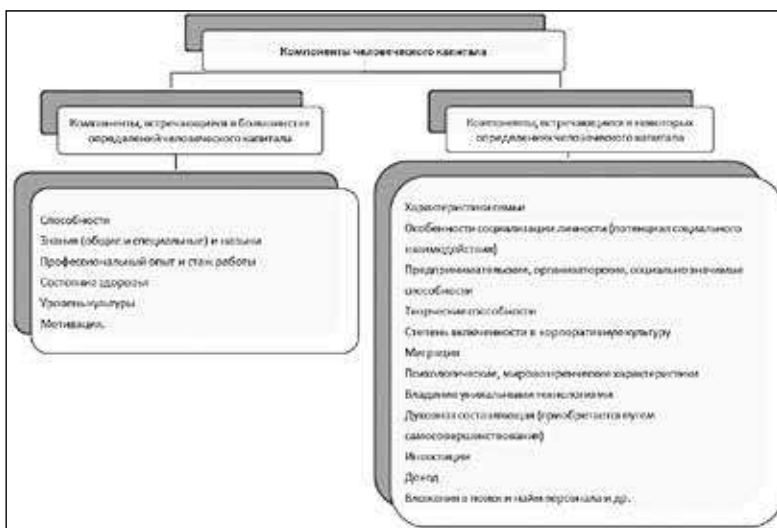 Компоненты человеческого капитала
Компоненты, встречающиеся в большинстве
определений человеческого капитала
Компоненты, встречающиеся в некоторых
определениях человеческого капитала
Способности
Знания (общие и специальные) и навыки
Профессиональный опыт и стаж работы
Состояние здоровья
Уровень культуры
Мотивация.
Характеристики семьи
Особенности социализации личности (потенциал социального
взаимодействия)
Предпринимательские, организаторские, социально значимые
способности
Творческие способности
Степень включенности в корпоративную культуру
Миграция
Психологические, мировоззренческие характеристики
Владение уникальными технологиями
Духовная составляющая (приобретается путем
самосовершенствования)
Инвестиции
Доход
Вложения в поиск и найм персонала и др.